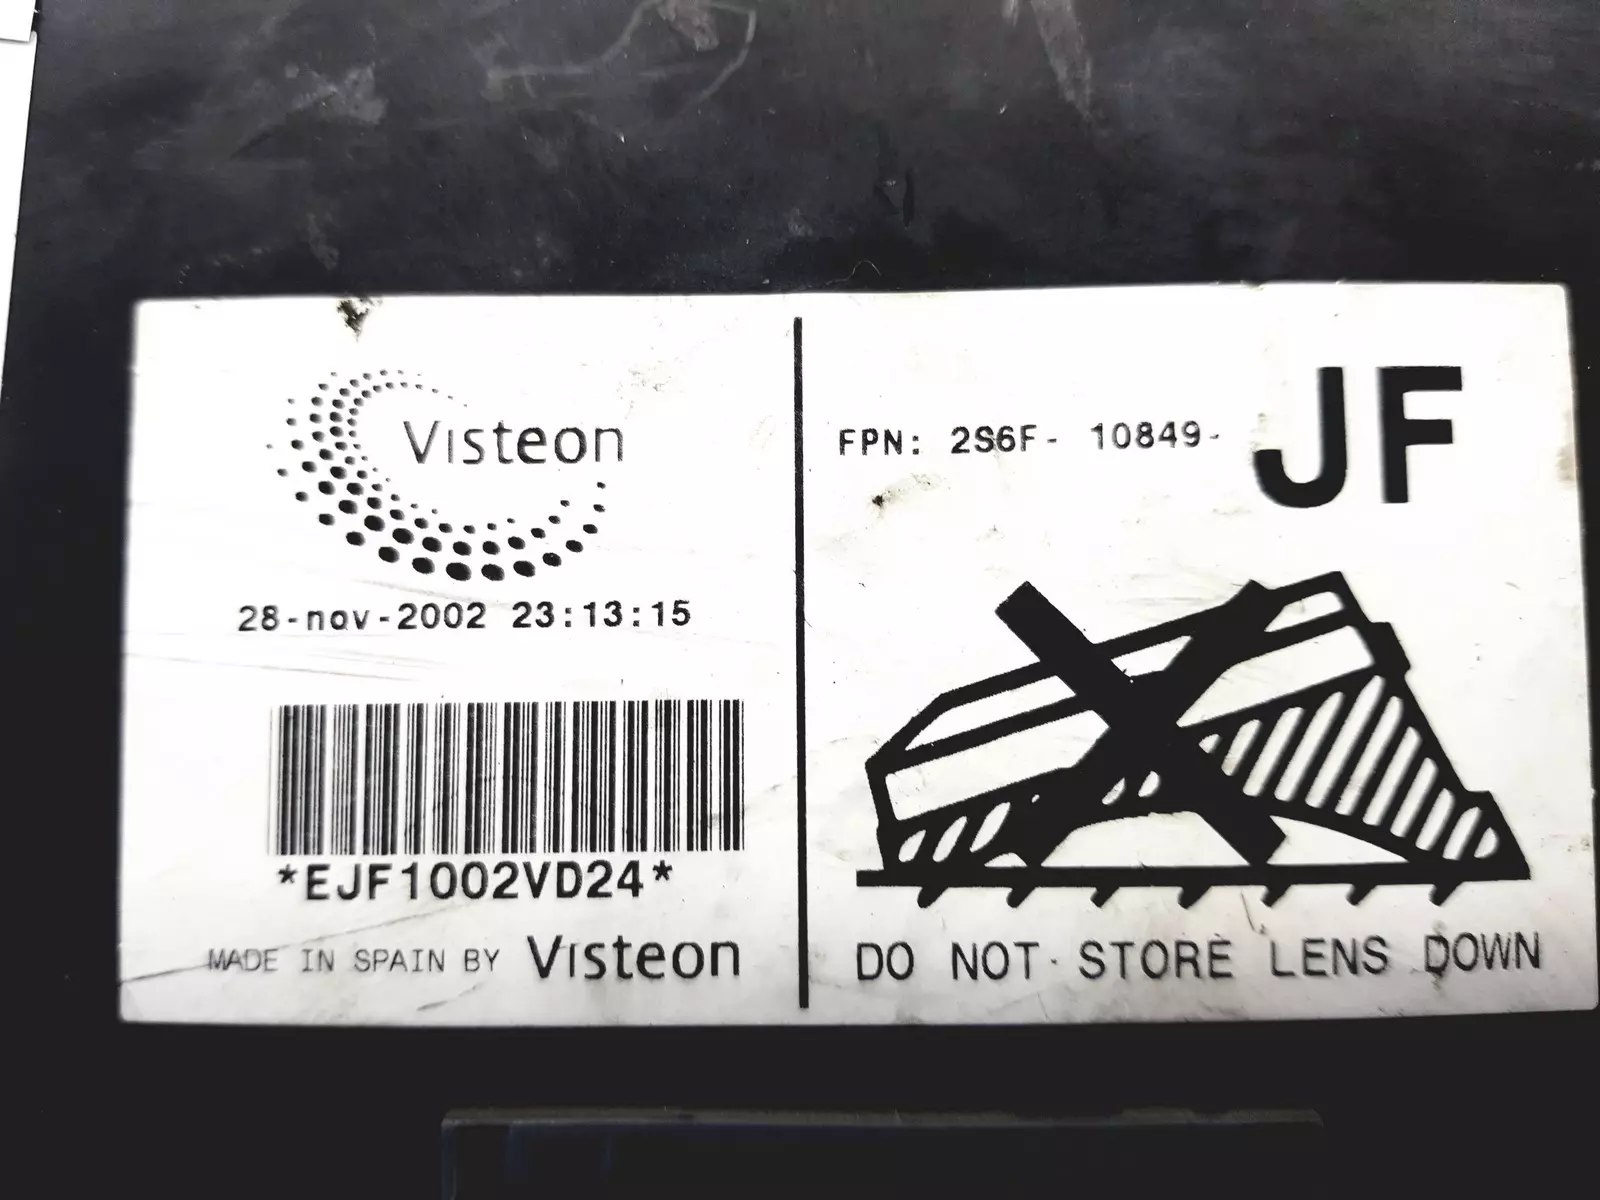 Visteon
28-nov-2002 23:13:15
*EJF1002VD24*
MADE IN SPAIN BY Visteon
FPN: 2S6F- 10849- JF
DO NOT STORE LENS DOWN